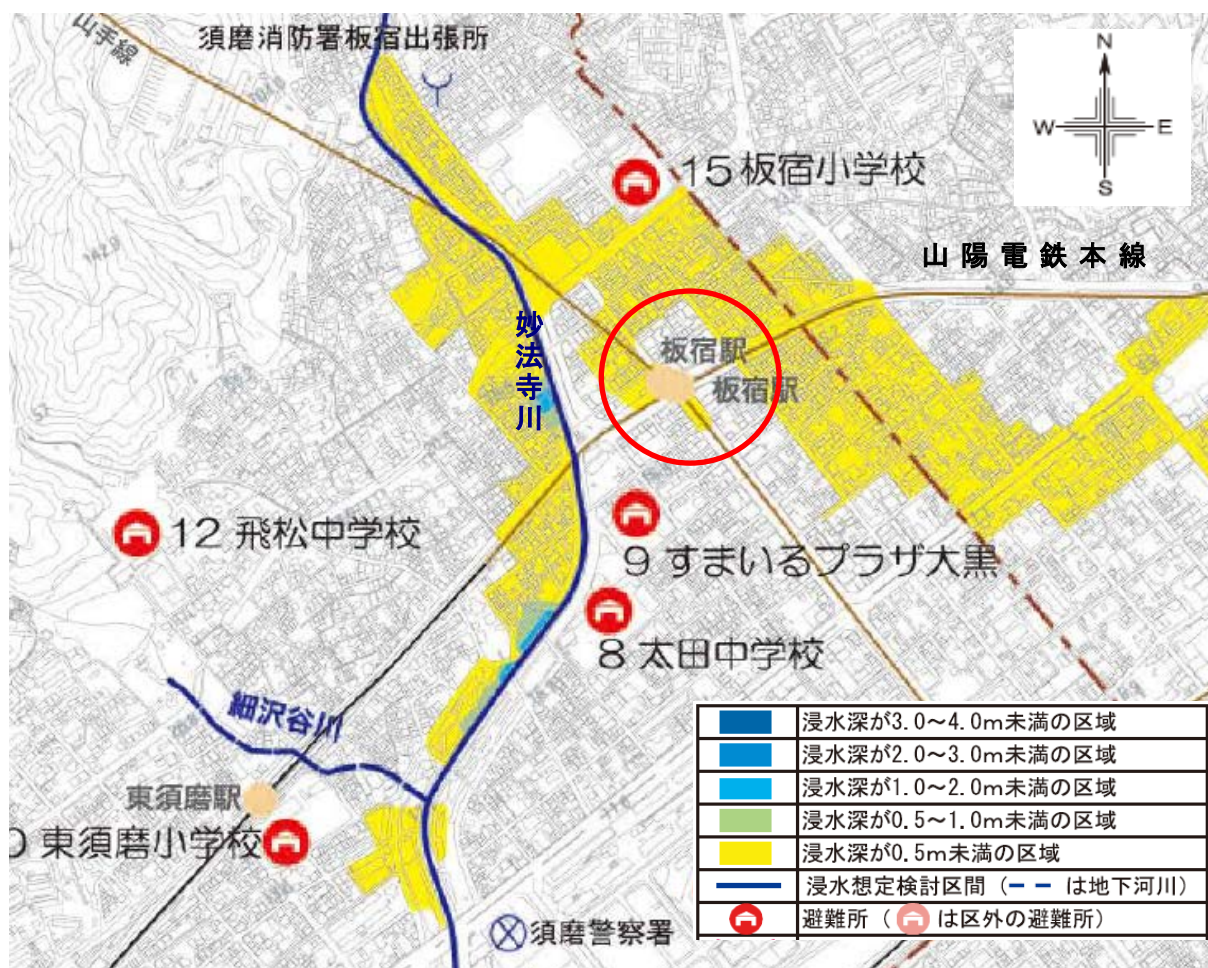 山手線
須磨消防署板宿出張所
N
W
E
S
15 板宿小学校
山陽電鉄本線
妙法寺川
板宿駅
板宿駅
142.9
12 飛松中学校
9 すまいるプラザ大黒
8 太田中学校
細沢谷川
東須磨駅
0 東須磨小学校
須磨警察署
浸水深が3.0～4.0m未満の区域
浸水深が2.0～3.0m未満の区域
浸水深が1.0～2.0m未満の区域
浸水深が0.5～1.0m未満の区域
浸水深が0.5m未満の区域
浸水想定検討区間（ は地下河川）
避難所（ は区外の避難所）